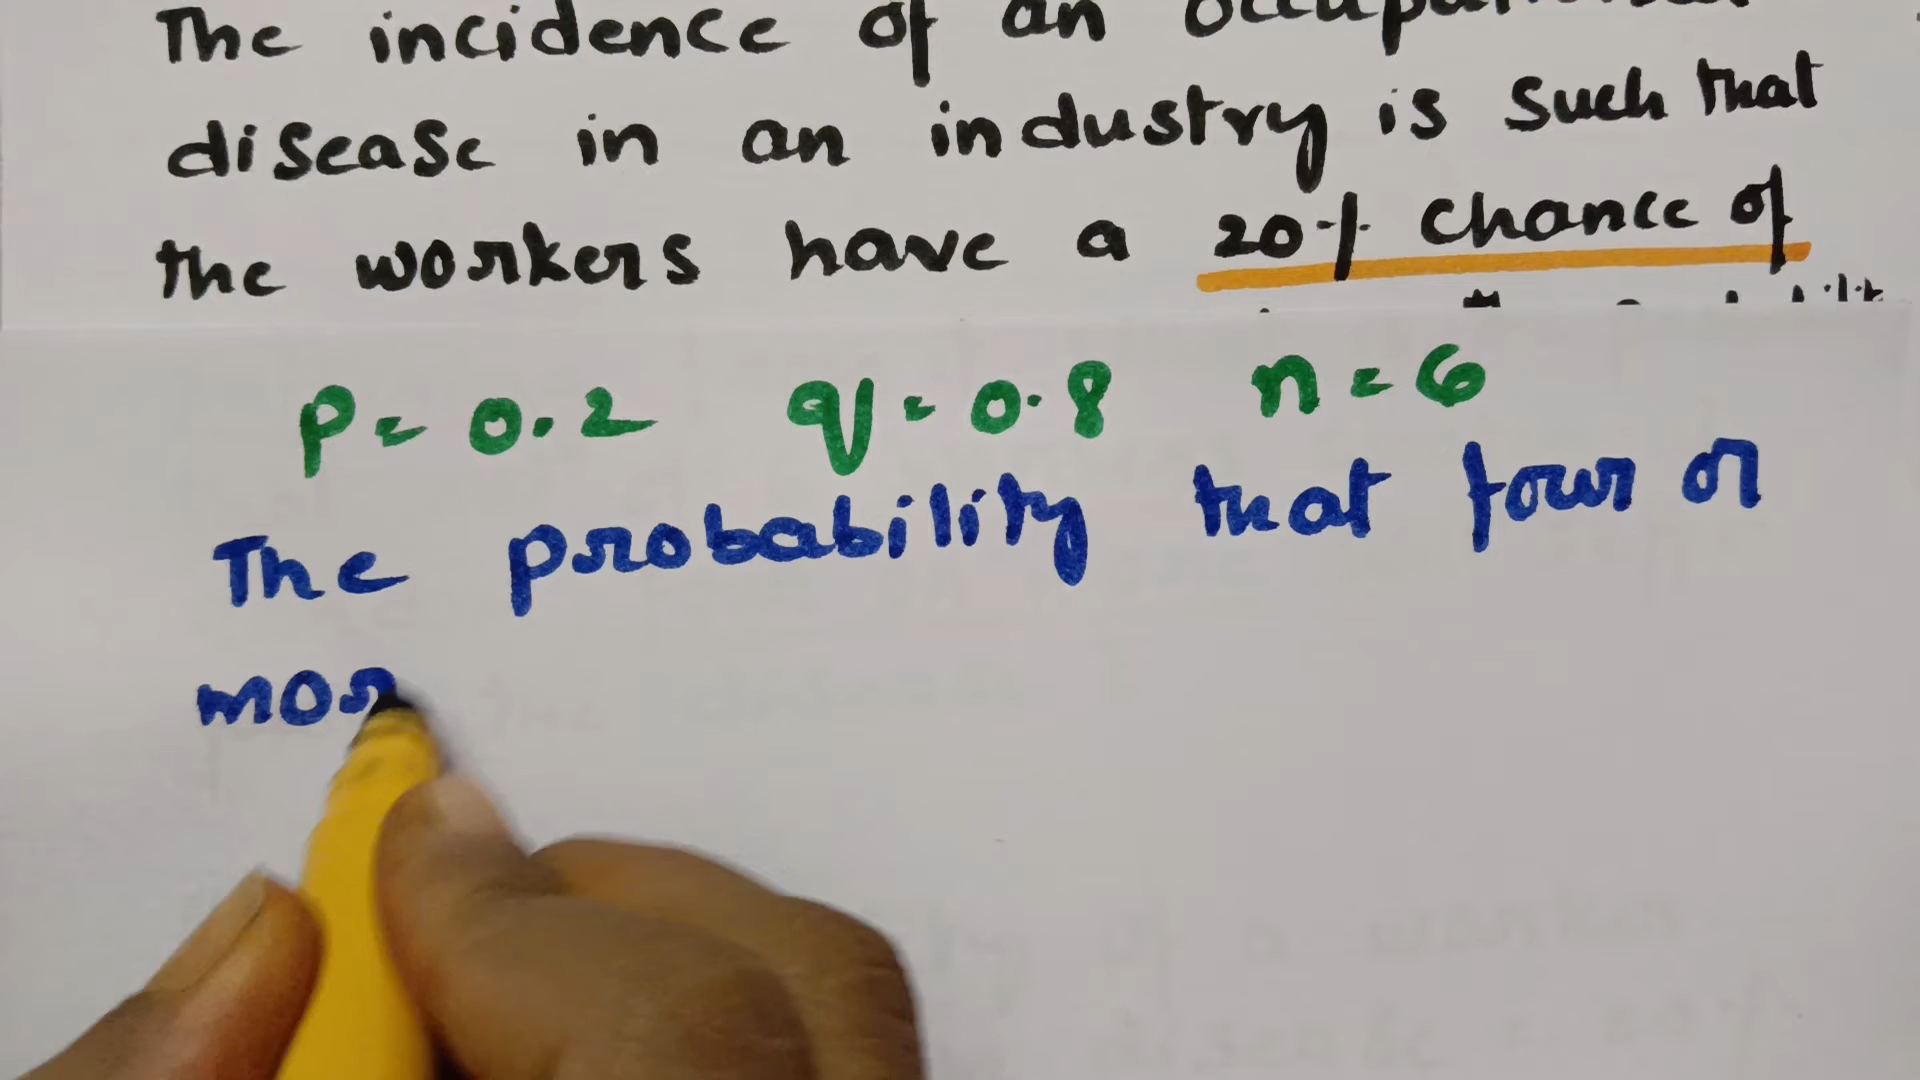 The incidence of an
disease in an industry is such that
the workers have a 20% chance of
p = 0.2 q = 0.8 n = 6
The probability that four or
mor